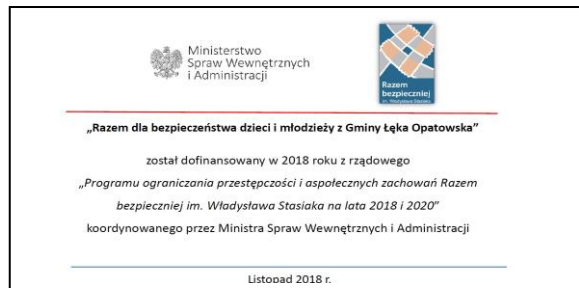 Ministerstwo
Spraw Wewnętrznych
i Administracji
Razem
bezpieczniej
im. Władysława Stasiaka
„Razem dla bezpieczeństwa dzieci i młodzieży z Gminy Łęka Opatowska”
został dofinansowany w 2018 roku z rządowego
„Programu ograniczania przestępczości i aspołecznych zachowań Razem
bezpieczniej im. Władysława Stasiaka na lata 2018 i 2020”
koordynowanego przez Ministra Spraw Wewnętrznych i Administracji
Listopad 2018 r.